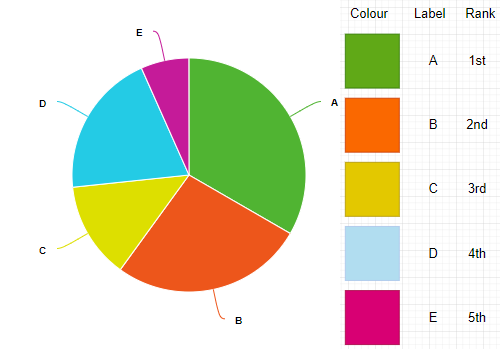 E
D
A
C
B
Colour Label Rank
A 1st
B 2nd
C 3rd
D 4th
E 5th